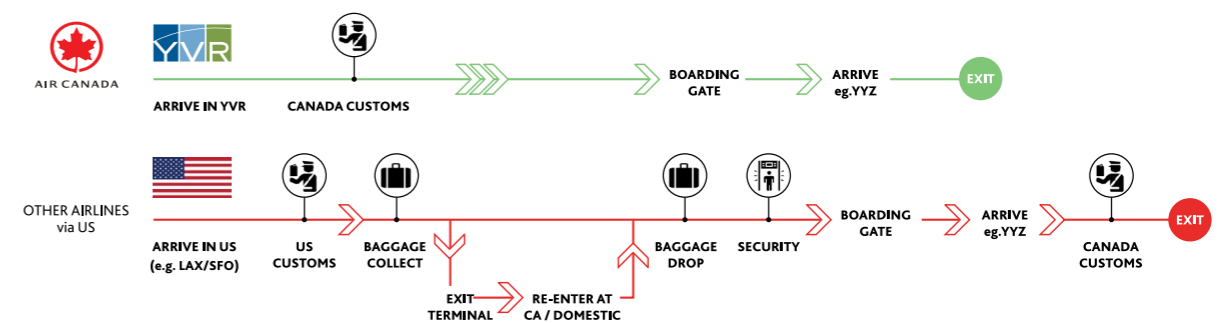 YVR
AIR CANADA
ARRIVE IN YVR
CANADA CUSTOMS
BOARDING
GATE
ARRIVE
eg.YYZ
EXIT
OTHER AIRLINES
via US
ARRIVE IN US
(e.g. LAX/SFO)
US
CUSTOMS
BAGGAGE
COLLECT
EXIT
TERMINAL
RE-ENTER AT
CA / DOMESTIC
BAGGAGE
DROP
SECURITY
BOARDING
GATE
ARRIVE
eg.YYZ
CANADA
CUSTOMS
EXIT